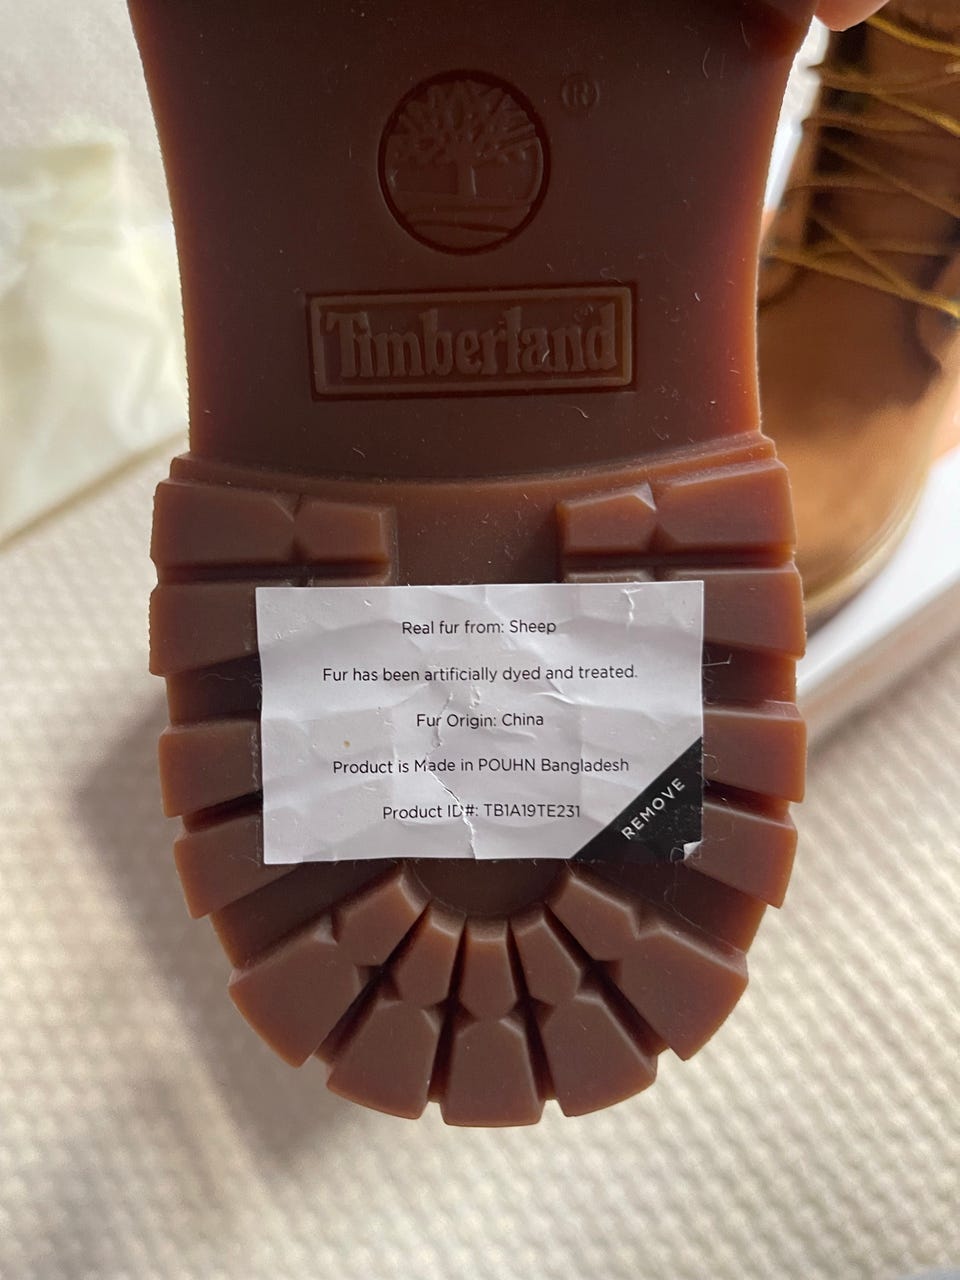 ®
Timberland®
Real fur from: Sheep
Fur has been artificially dyed and treated.
Fur Origin: China
Product is Made in POUHN Bangladesh
Product ID#: TB1A19TE231
REMOVE